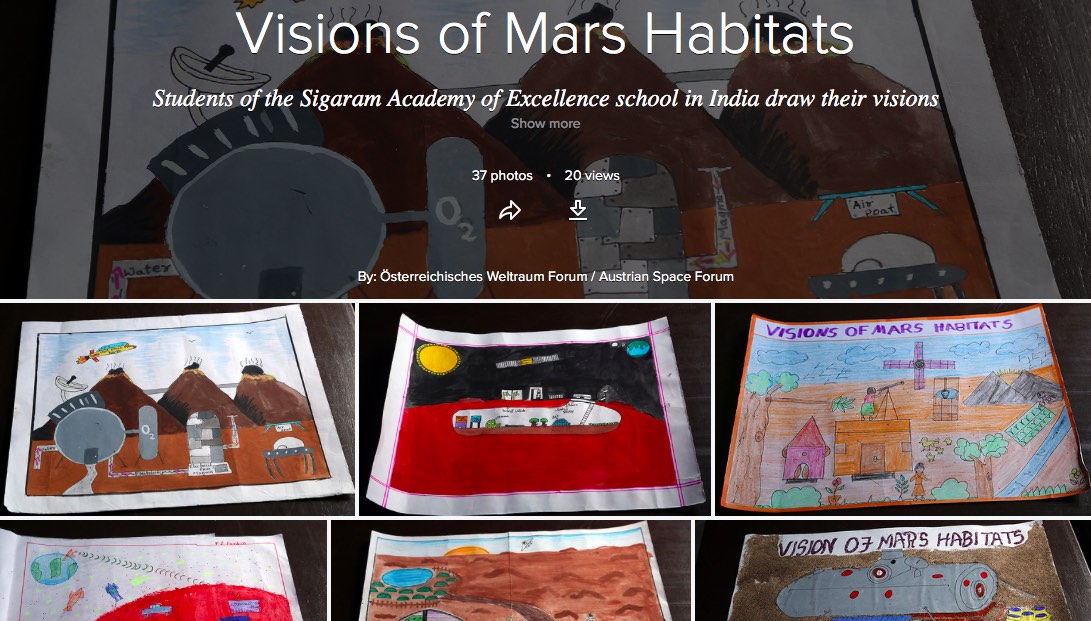 Visions of Mars Habitats
Students of the Sigaram Academy of Excellence school in India draw their visions
Show more
37 photos • 20 views
O2
Air
Water
By: Österreichisches Weltraum Forum / Austrian Space Forum
VISIONS OF MARS HABITATS
O2
VISION OF MARS HABITATS